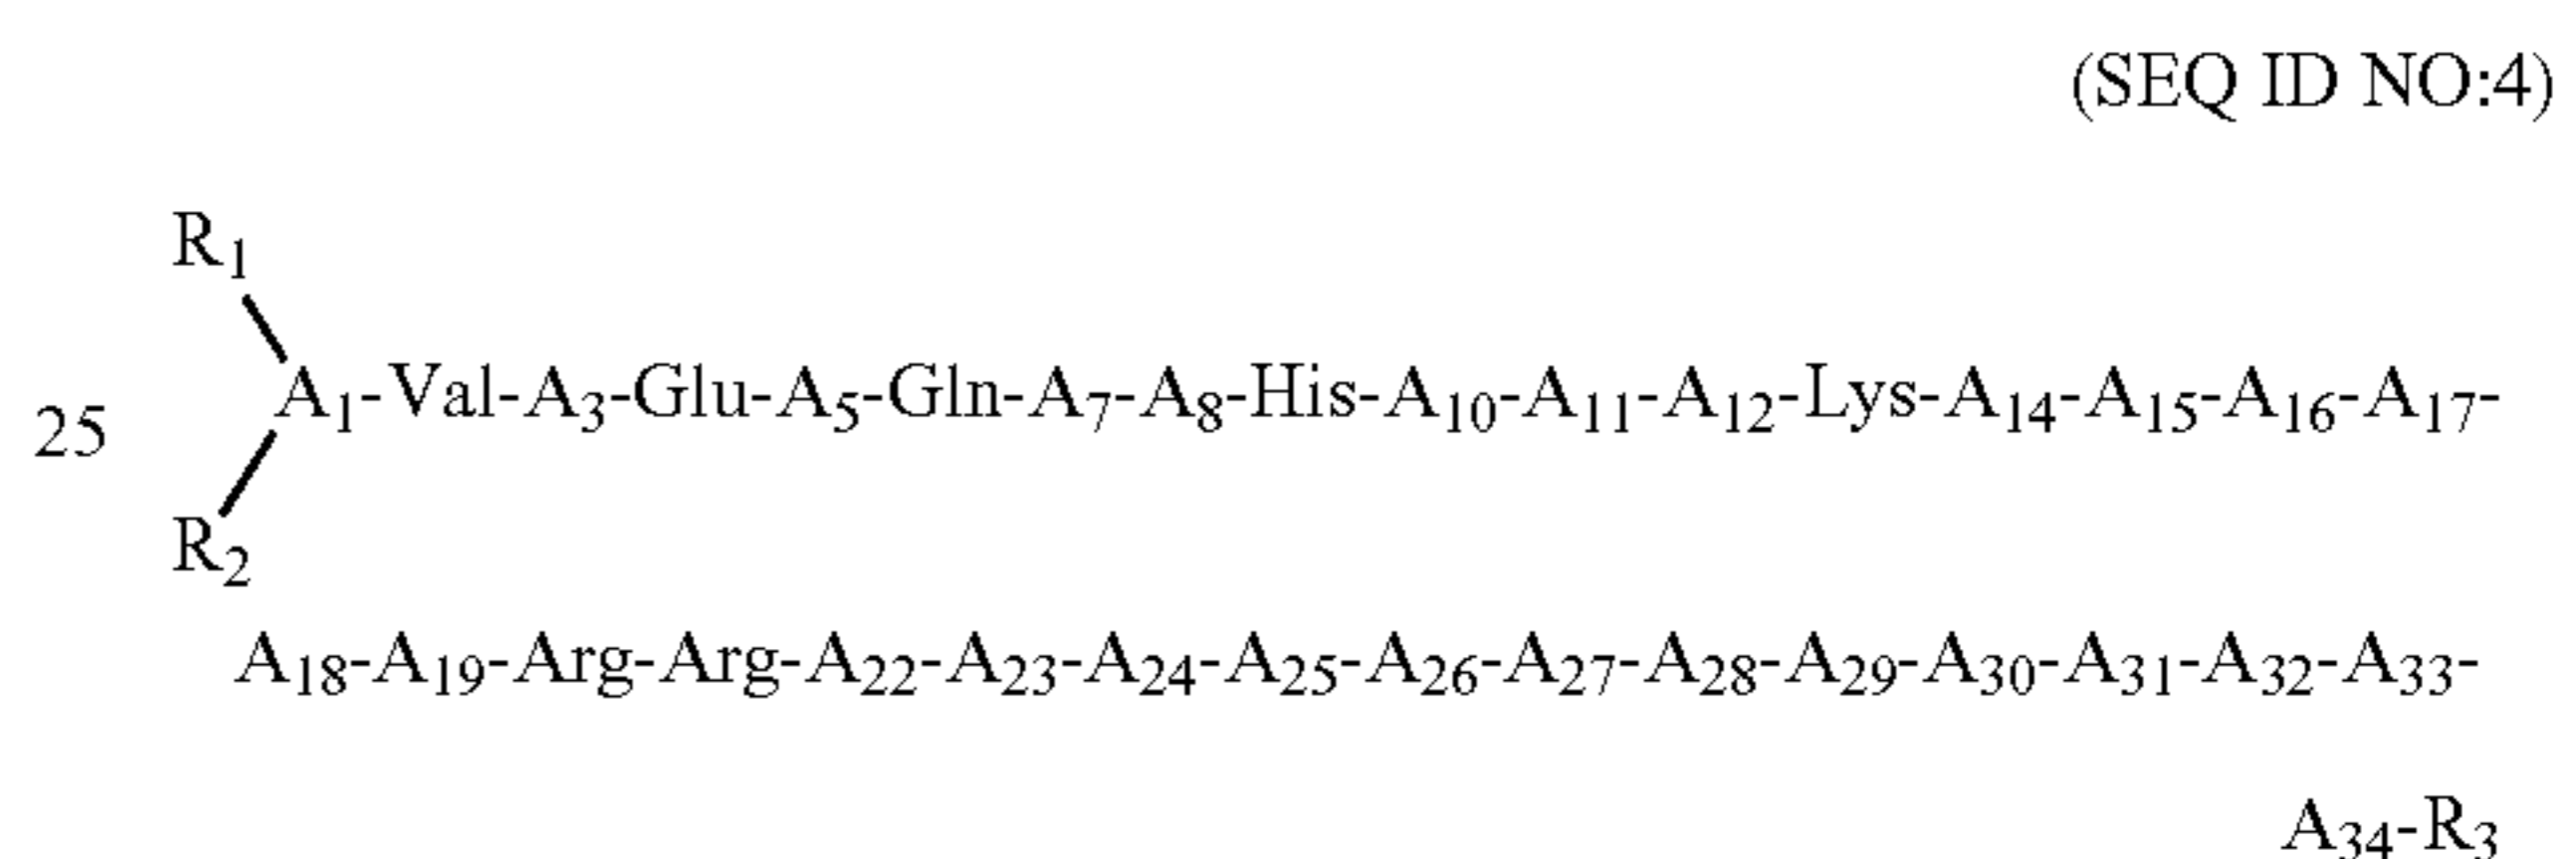 (SEQ ID NO:4)
R1
25 A1-Val-A3-Glu-A5-Gln-A7-A8-His-A10-A11-A12-Lys-A14-A15-A16-A17-
R2
A18-A19-Arg-Arg-A22-A23-A24-A25-A26-A27-A28-A29-A30-A31-A32-A33-
A34-R3